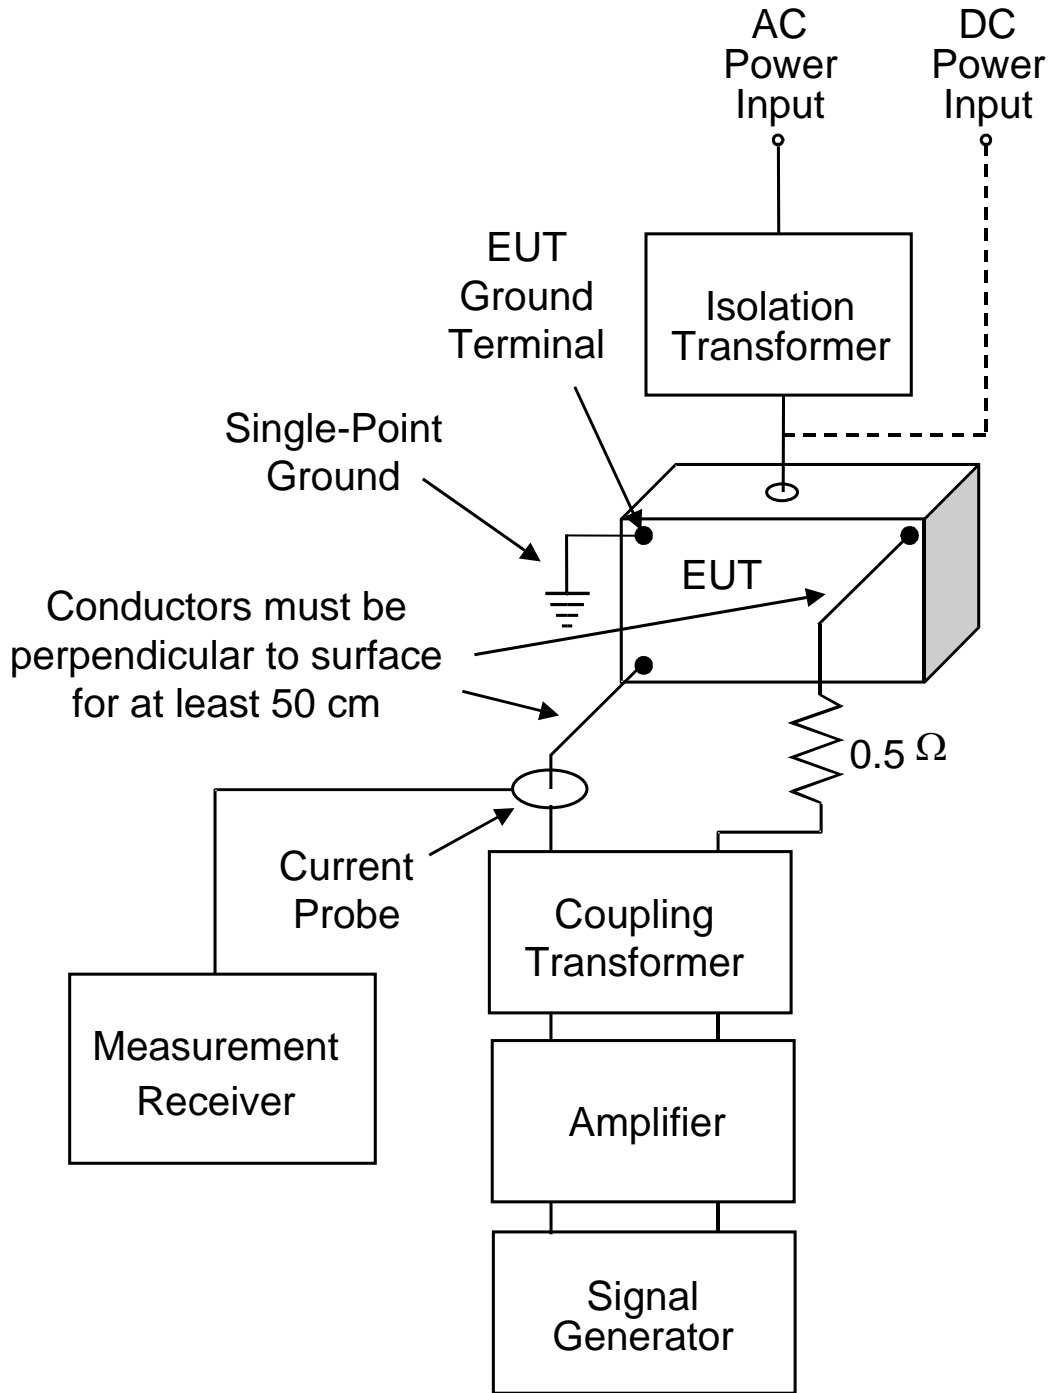 AC
Power
Input
DC
Power
Input
EUT
Ground
Terminal
Isolation
Transformer
Single-Point
Ground
EUT
Conductors must be
perpendicular to surface
for at least 50 cm
0.5 Ω
Current
Probe
Coupling
Transformer
Measurement
Receiver
Amplifier
Signal
Generator